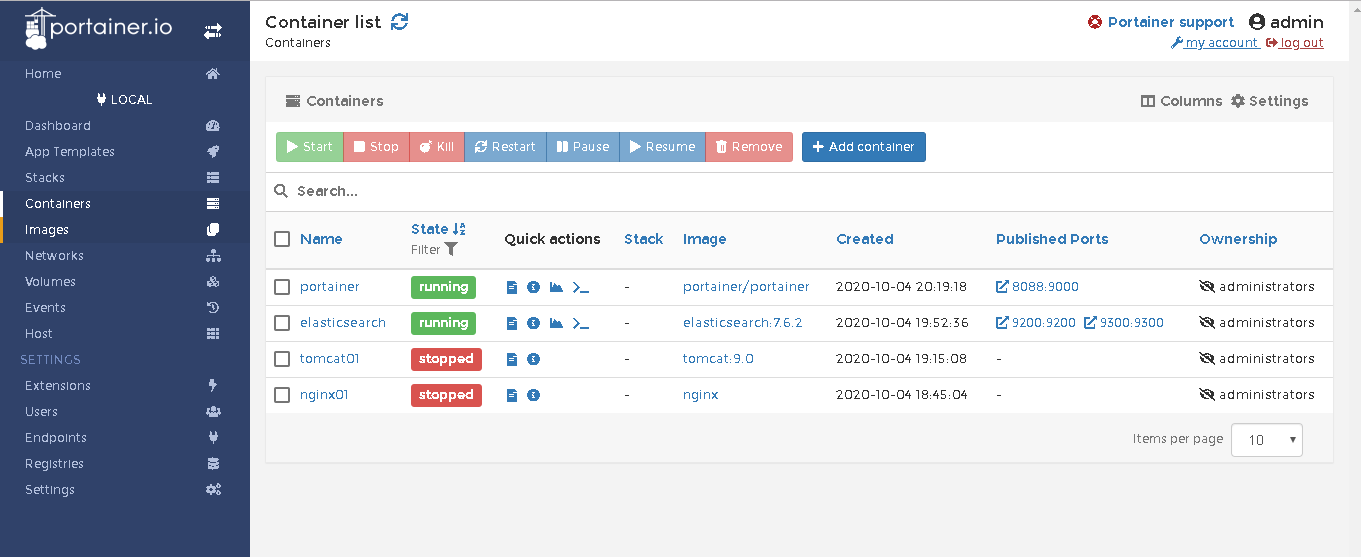 portainer.io
Container list
Containers
Portainer support admin
my account log out
Home
LOCAL
Dashboard
App Templates
Stacks
Containers
Images
Networks
Volumes
Events
Host
SETTINGS
Extensions
Users
Endpoints
Registries
Settings
Containers Columns Settings
Start Stop Kill Restart Pause Resume Remove Add container
Search...
Name State Filter Quick actions Stack Image Created Published Ports Ownership
portainer running - portainer/portainer 2020-10-04 20:19:18 8088:9000 administrators
elasticsearch running - elasticsearch:7.6.2 2020-10-04 19:52:36 9200:9200 9300:9300 administrators
tomcat01 stopped - tomcat:9.0 2020-10-04 19:15:08 - administrators
nginx01 stopped - nginx 2020-10-04 18:45:04 - administrators
Items per page 10